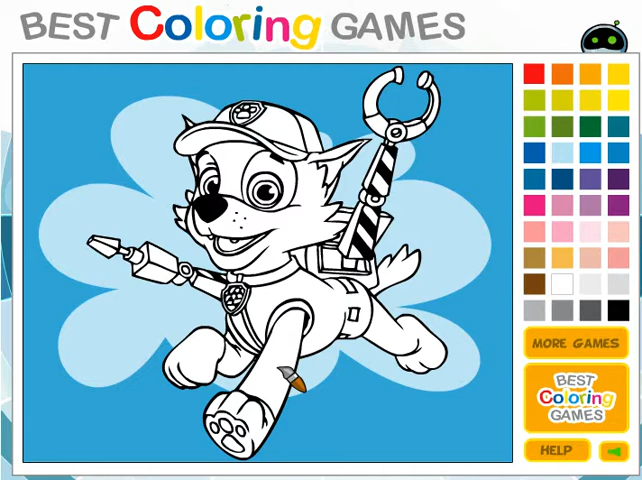 BEST Coloring GAMES
MORE GAMES
BEST
Coloring
GAMES
HELP